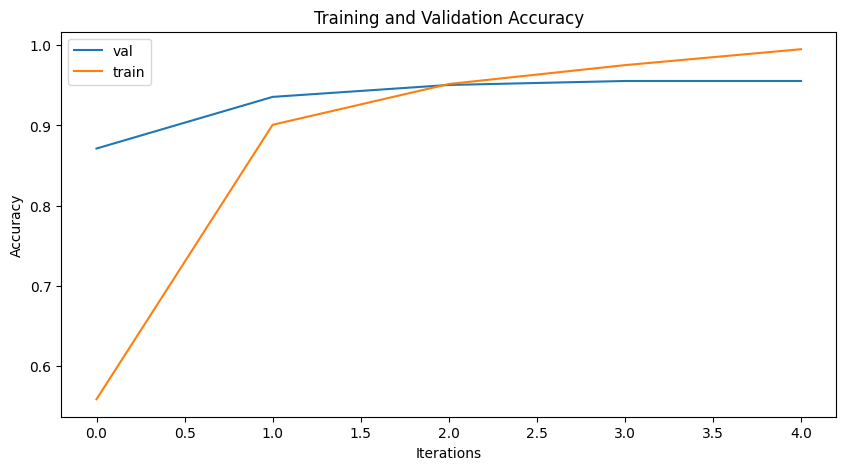 Training and Validation Accuracy
val
train
1.0
0.9
0.8
0.7
0.6
Accuracy
0.0 0.5 1.0 1.5 2.0 2.5 3.0 3.5 4.0
Iterations